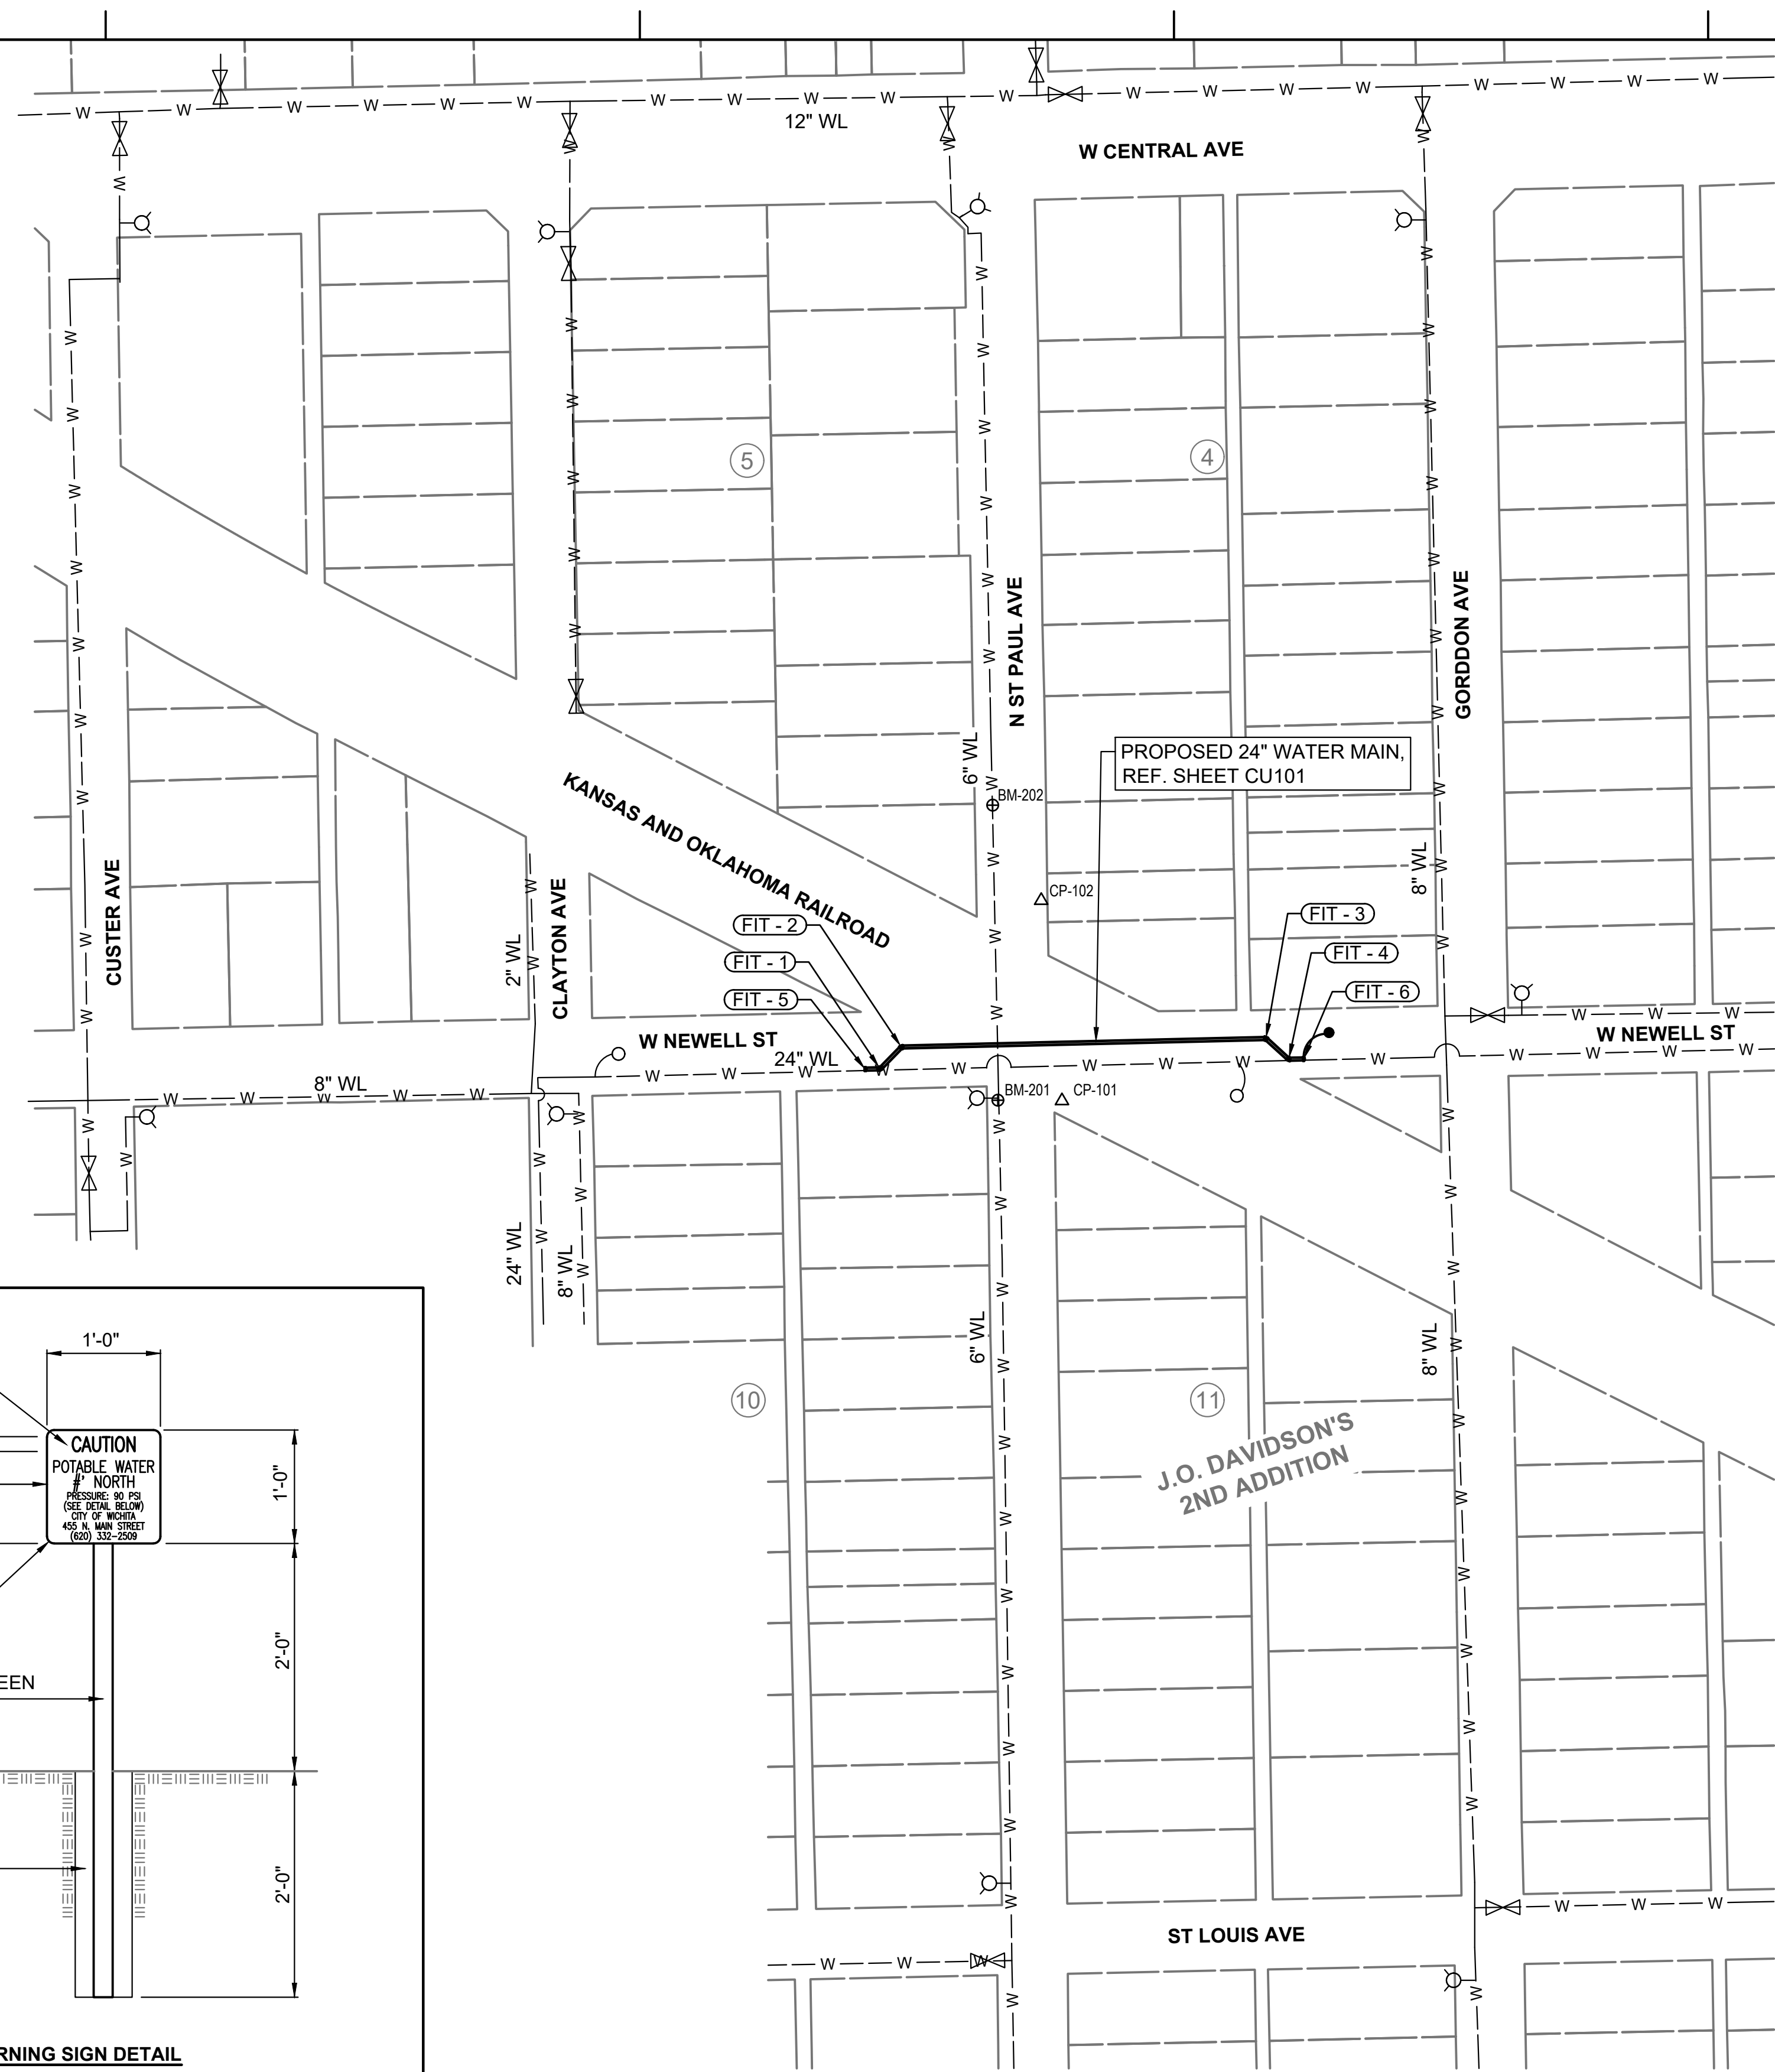 12" WL
W CENTRAL AVE
5
4
N ST PAUL AVE
GORDDON AVE
6" WL
PROPOSED 24" WATER MAIN,
REF. SHEET CU101
BM-202
KANSAS AND OKLAHOMA RAILROAD
8" WL
CUSTER AVE
CLAYTON AVE
2" WL
CP-102
FIT - 2
FIT - 1
FIT - 5
FIT - 3
FIT - 4
FIT - 6
W NEWELL ST
24" WL
W NEWELL ST
8" WL
BM-201
CP-101
24" WL
8" WL
6" WL
8" WL
10
11
J.O. DAVIDSON'S
2ND ADDITION
ST LOUIS AVE
1'-0"
CAUTION
POTABLE WATER
#' NORTH
PRESSURE: 90 PSI
(SEE DETAIL BELOW)
CITY OF WICHITA
455 N. MAIN STREET
(620) 332-2509
1'-0"
2'-0"
EEN
2'-0"
RNING SIGN DETAIL